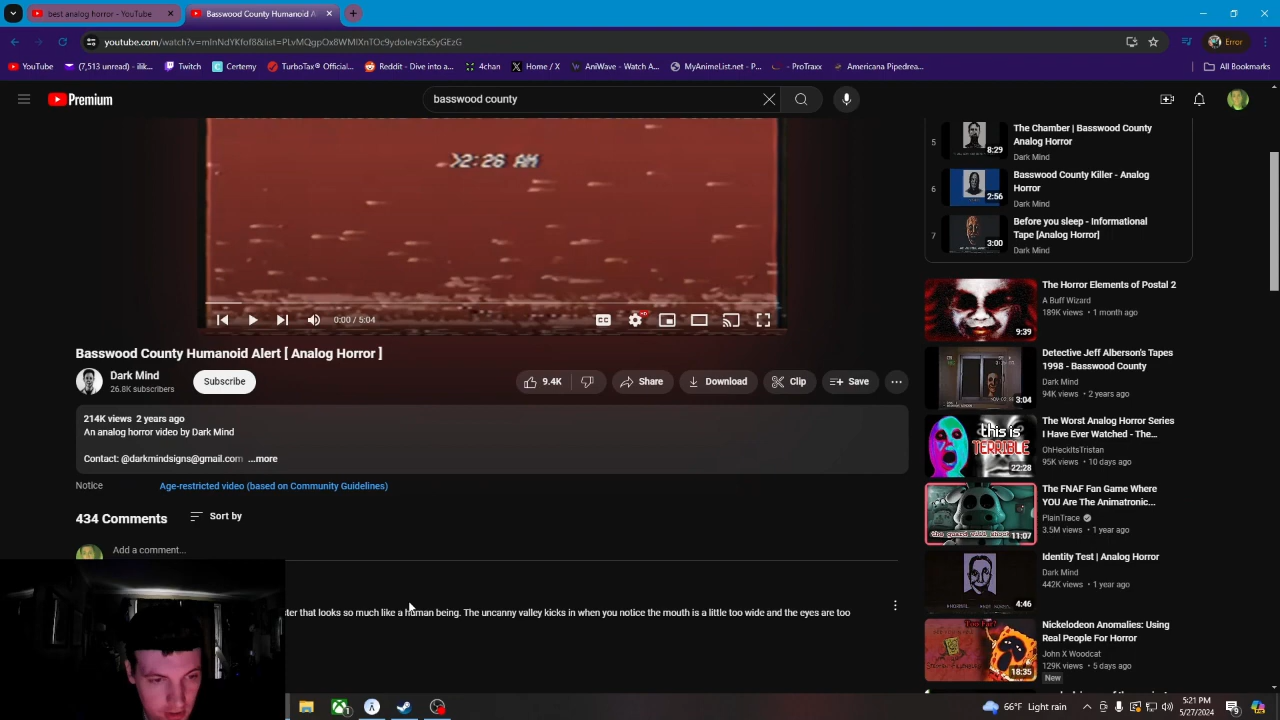 best analog horror - YouTube
Basswood County Humanoid Al
youtube.com/watch?v=mInNdYKfof8&list=PLvMQgpOx8WMIXnTOc9ydolev3ExSyGEzG
Error
YouTube
(7,513 unread) - ilik...
Twitch
Certemy
TurboTax® Official...
Reddit - Dive into a...
4chan
Home / X
AniWave - Watch A...
MyAnimeList.net - P...
- ProTraxx
Americana Pipedrea...
All Bookmarks
Premium
basswood county
>2:26 AM
0:00 / 5:04
CC
HD
Basswood County Humanoid Alert [ Analog Horror ]
Dark Mind
26.8K subscribers
Subscribe
9.4K
Share
Download
Clip
Save
214K views 2 years ago
An analog horror video by Dark Mind
Contact: @darkmindsigns@gmail.com ...more
Notice
Age-restricted video (based on Community Guidelines)
434 Comments
Sort by
Add a comment...
ter that looks so much like a human being. The uncanny valley kicks in when you notice the mouth is a little too wide and the eyes are too
5
8:29
The Chamber | Basswood County
Analog Horror
Dark Mind
6
2:56
Basswood County Killer - Analog
Horror
Dark Mind
7
3:00
Before you sleep - Informational
Tape [Analog Horror]
Dark Mind
9:39
The Horror Elements of Postal 2
A Buff Wizard
189K views • 1 month ago
3:04
Detective Jeff Alberson's Tapes
1998 - Basswood County
Dark Mind
94K views • 2 years ago
this is
TERRIBLE
22:28
The Worst Analog Horror Series
I Have Ever Watched - The...
OhHeckItsTristan
95K views • 10 days ago
11:07
The FNAF Fan Game Where
YOU Are The Animatronic...
PlainTrace
3.5M views • 1 year ago
4:46
Identity Test | Analog Horror
Dark Mind
442K views • 1 year ago
Too Far?
18:35
Nickelodeon Anomalies: Using
Real People For Horror
John X Woodcat
129K views • 5 days ago
New
66°F Light rain
5:21 PM
5/27/2024